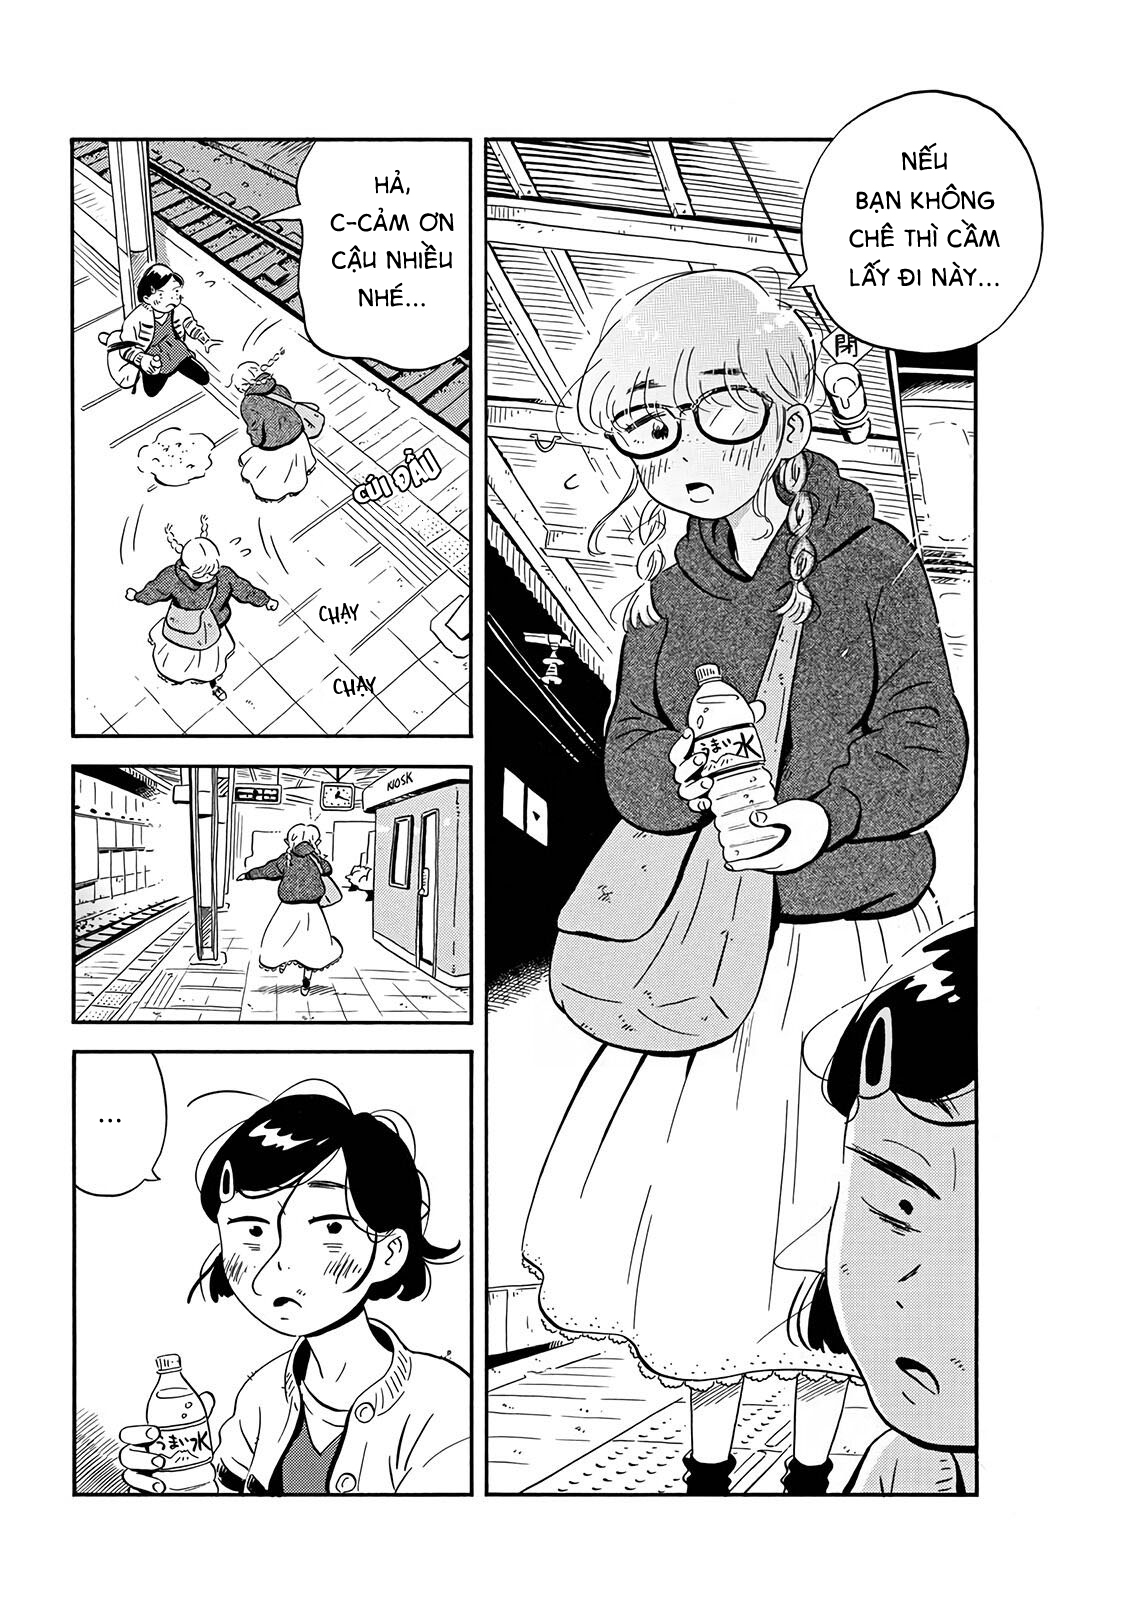 NẾU
BẠN KHÔNG
CHÊ THÌ CẦM
LẤY ĐI NÀY...
閉
うまい水
HẢ,
C-CẢM ƠN
CẬU NHIỀU
NHÉ...
CÚI ĐẦU
CHẠY
CHẠY
KIOSK
...
うまい水